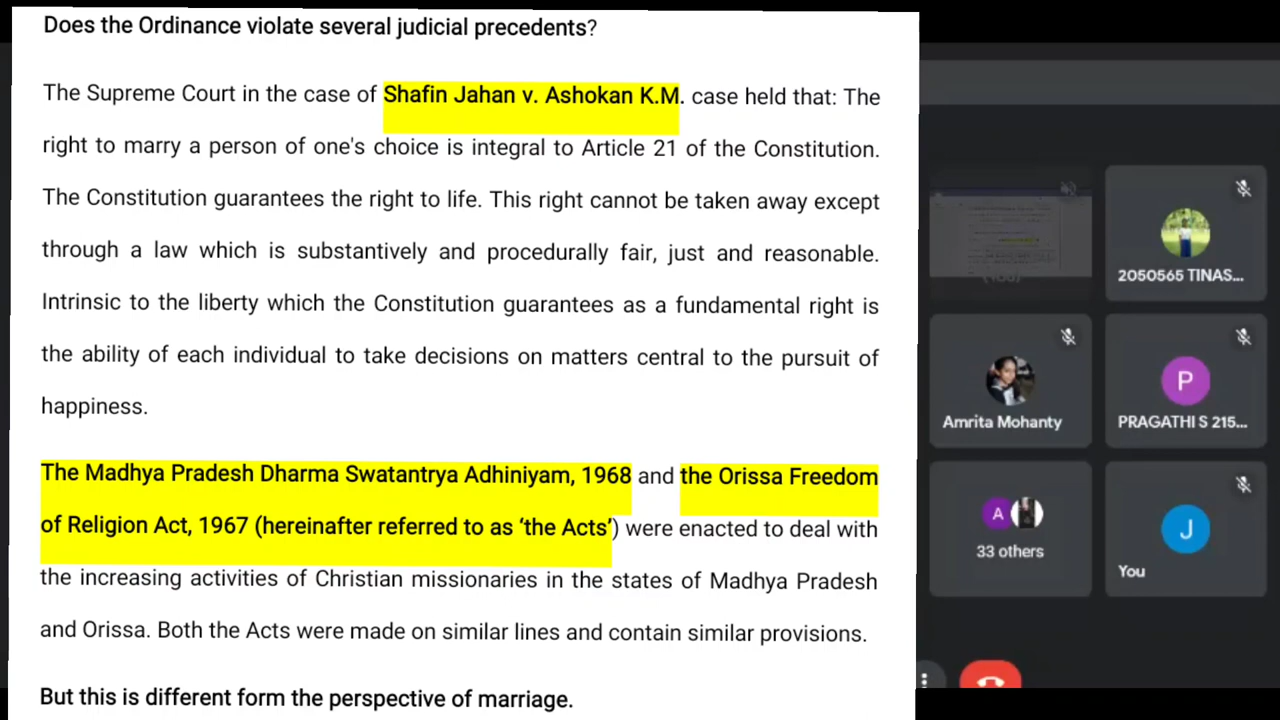 Does the Ordinance violate several judicial precedents?
The Supreme Court in the case of Shafin Jahan v. Ashokan K.M. case held that: The
right to marry a person of one's choice is integral to Article 21 of the Constitution.
The Constitution guarantees the right to life. This right cannot be taken away except
through a law which is substantively and procedurally fair, just and reasonable.
Intrinsic to the liberty which the Constitution guarantees as a fundamental right is
the ability of each individual to take decisions on matters central to the pursuit of
happiness.
The Madhya Pradesh Dharma Swatantrya Adhiniyam, 1968 and the Orissa Freedom
of Religion Act, 1967 (hereinafter referred to as ‘the Acts’) were enacted to deal with
the increasing activities of Christian missionaries in the states of Madhya Pradesh
and Orissa. Both the Acts were made on similar lines and contain similar provisions.
But this is different form the perspective of marriage.
2050565 TINAS...
Amrita Mohanty
P
PRAGATHI S 215...
A
33 others
J
You